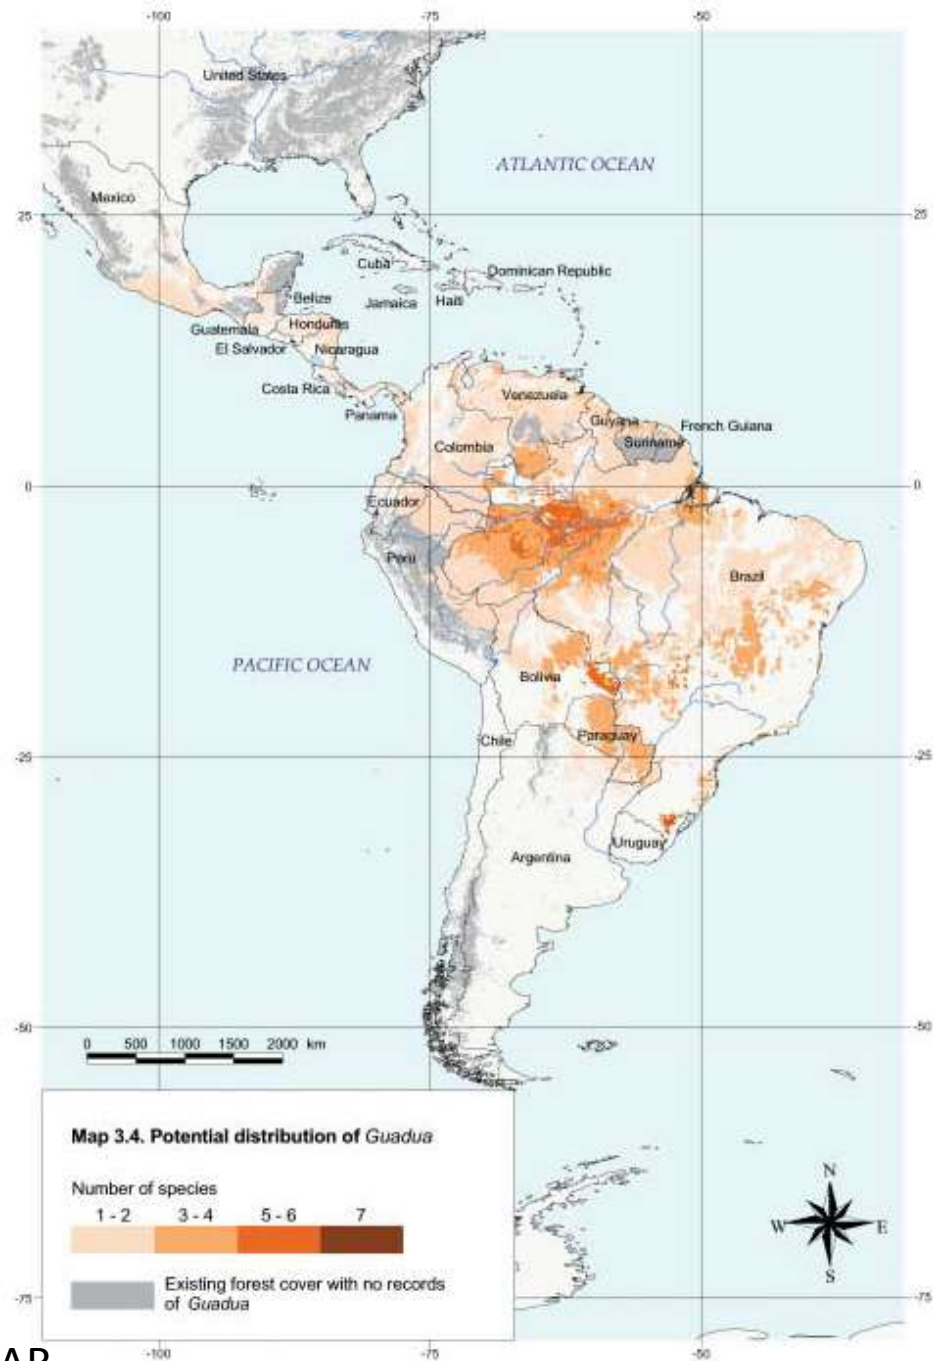 -100 -75 -50
United States
ATLANTIC OCEAN
Mexico
25 25
Cuba
Dominican Republic
Belize
Jamaica Haiti
Honduras
Guatemala
El Salvador Nicaragua
Costa Rica
Venezuela
Panama
Guyana
French Guiana
Suriname
Colombia
0 0
Ecuador
Peru
Brazil
PACIFIC OCEAN
Bolivia
Chile
Paraguay
-25 -25
Uruguay
Argentina
-50 -50
0 500 1000 1500 2000 km
Map 3.4. Potential distribution of Guadua
Number of species
1 - 2 3 - 4 5 - 6 7
Existing forest cover with no records
of Guadua
N
W E
S
-75 -75
AR
-100 -75 -50